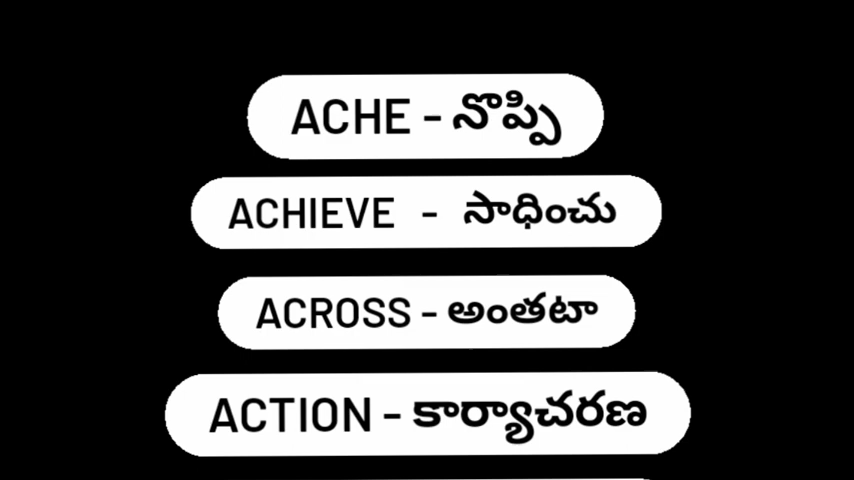 ACHE - నొప్పి
ACHIEVE - సాధించు
ACROSS - అంతటా
ACTION - కార్యాచరణ